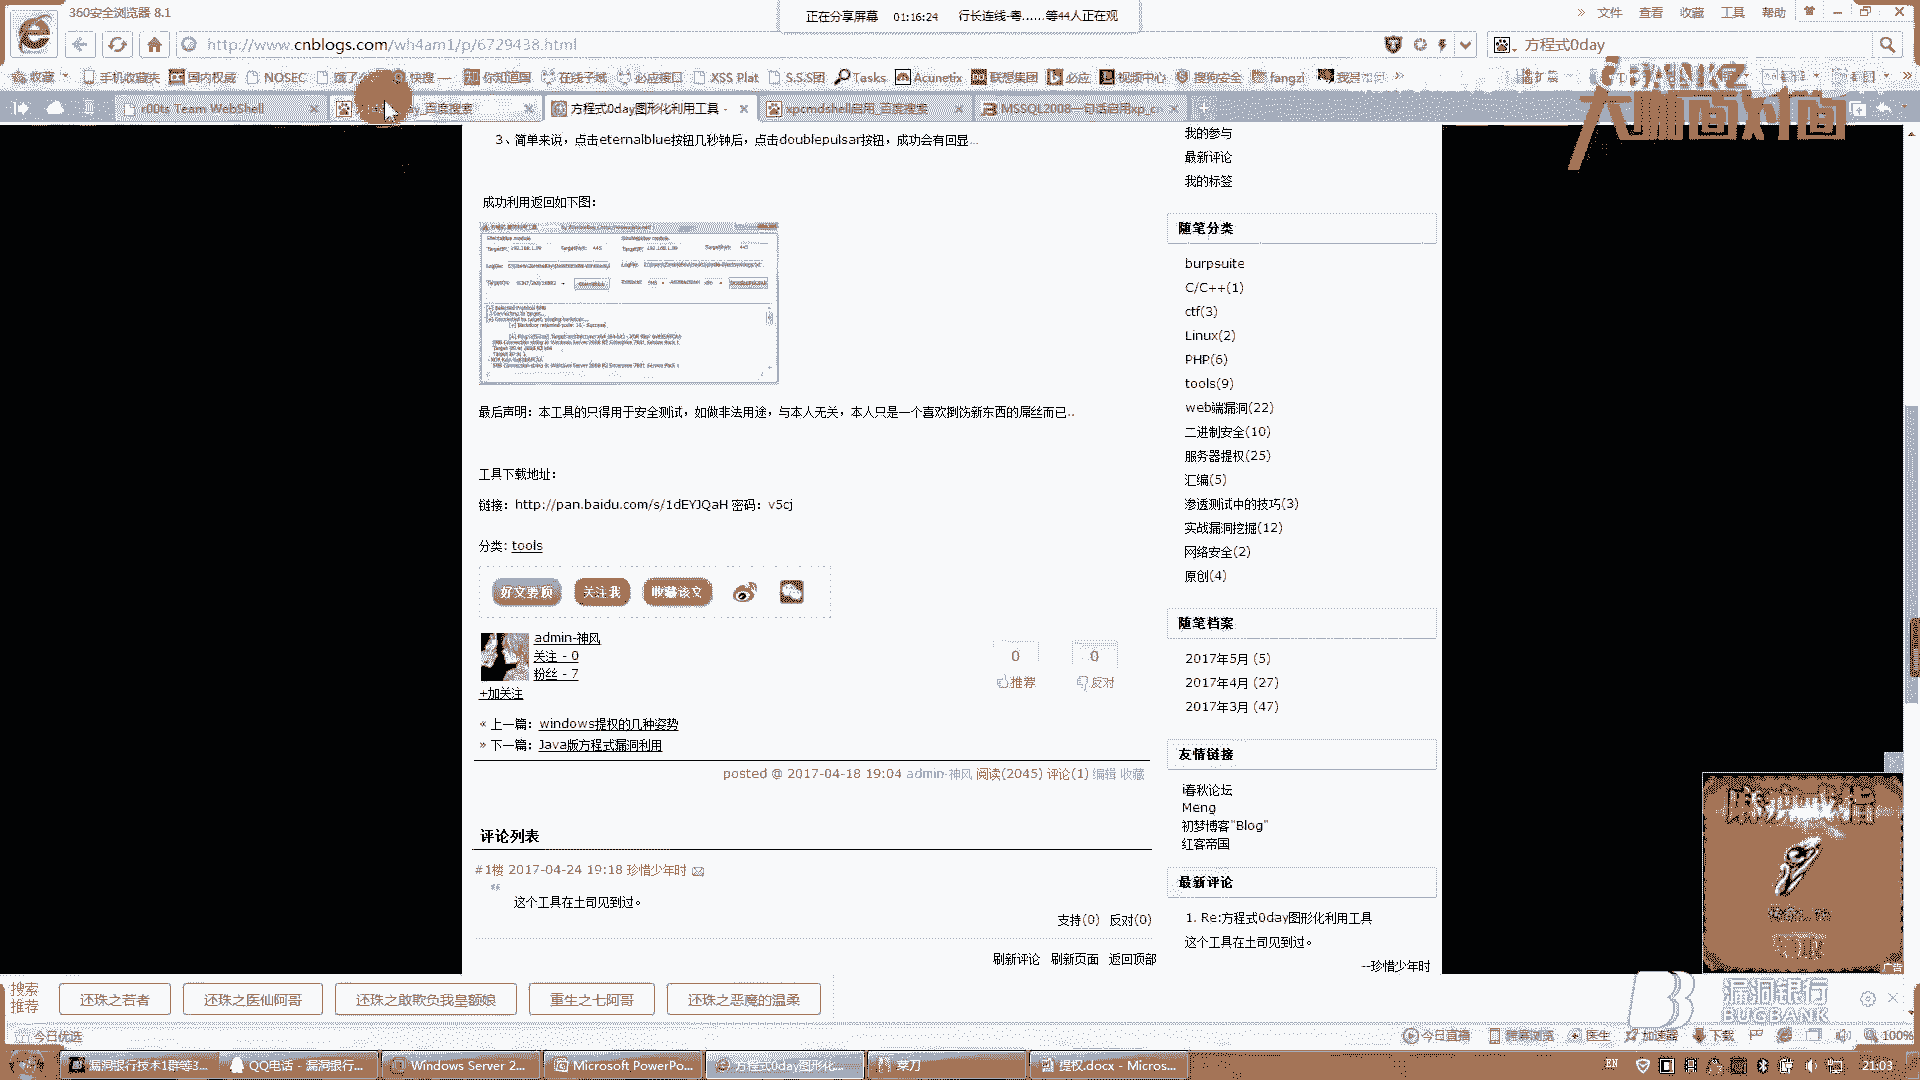 360安全浏览器 8.1
正在分享屏幕 01:16:24 行长连线-粤……等44人正在观
文件 查看 收藏 工具 帮助
http://www.cnblogs.com/wh4am1/p/6729438.html
方程式0day
收藏 手机收藏夹 国内权威 NOSEC 你知道国 在线子域 必应接口 XSS Plat S.S.S团 Tasks Acunetix 联想集团 必应 视频中心 搜狗安全 fangzi
r00ts Team WebShell
百度搜索
方程式0day图形化利用工具 -
xpcmdshell启用_百度搜索
MSSQL2008一句话启用xp_c
BANKZ
大咖面对面
3、简单来说，点击eternalblue按钮几秒钟后，点击doublepulsar按钮，成功会有回显...
成功利用返回如下图：
最后声明：本工具的只得用于安全测试，如做非法用途，与本人无关，本人只是一个喜欢捯饬新东西的屌丝而已..
工具下载地址：
链接：http://pan.baidu.com/s/1dEYJQaH 密码：v5cj
分类: tools
好文要顶 关注我 收藏该文
admin-神风
关注 - 0
粉丝 - 7
+加关注
0
推荐
0
反对
« 上一篇：windows提权的几种姿势
» 下一篇：Java版方程式漏洞利用
posted @ 2017-04-18 19:04 admin-神风 阅读(2045) 评论(1) 编辑 收藏
评论列表
#1楼 2017-04-24 19:18 珍惜少年时
这个工具在土司见到过。
支持(0) 反对(0)
刷新评论 刷新页面 返回顶部
我的参与
最新评论
我的标签
随笔分类
burpsuite
C/C++(1)
ctf(3)
Linux(2)
PHP(6)
tools(9)
web端漏洞(22)
二进制安全(10)
服务器提权(25)
汇编(5)
渗透测试中的技巧(3)
实战漏洞挖掘(12)
网络安全(2)
原创(4)
随笔档案
2017年5月 (5)
2017年4月 (27)
2017年3月 (47)
友情链接
i春秋论坛
Meng
初梦博客"Blog"
红客帝国
最新评论
1. Re:方程式0day图形化利用工具
这个工具在土司见到过。
--珍惜少年时
广告
搜索推荐
还珠之若者 还珠之医仙阿哥 还珠之敢欺负我皇额娘 重生之七阿哥 还珠之恶魔的温柔
漏洞银行
BUGBANK
今日优选
今日直播 医生 加速器 下载 100%
漏洞银行技术1群等3... QQ电话 - 漏洞银行... Windows Server 2... Microsoft PowerPo... 方程式0day图形化... 菜刀 提权.docx - Micros...
EN
21:03